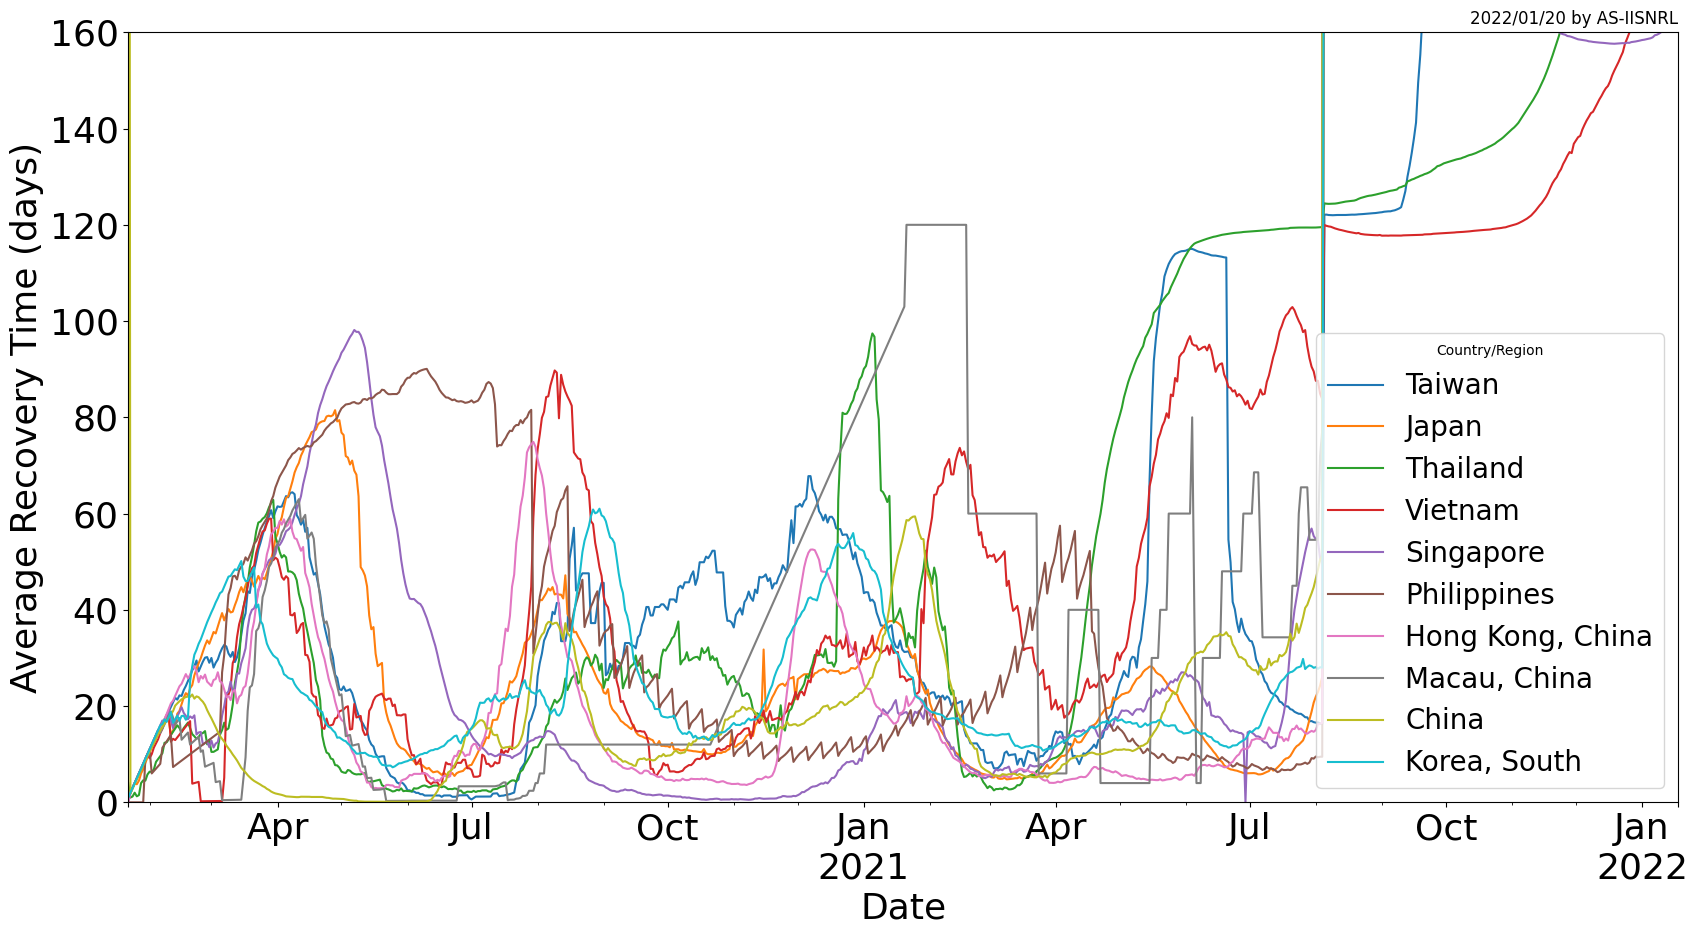 2022/01/20 by AS-IISNRL
160
140
120
100
80
60
40
20
0
Average Recovery Time (days)
Country/Region
Taiwan
Japan
Thailand
Vietnam
Singapore
Philippines
Hong Kong, China
Macau, China
China
Korea, South
Apr Jul Oct Jan Apr Jul Oct Jan
2021 2022
Date